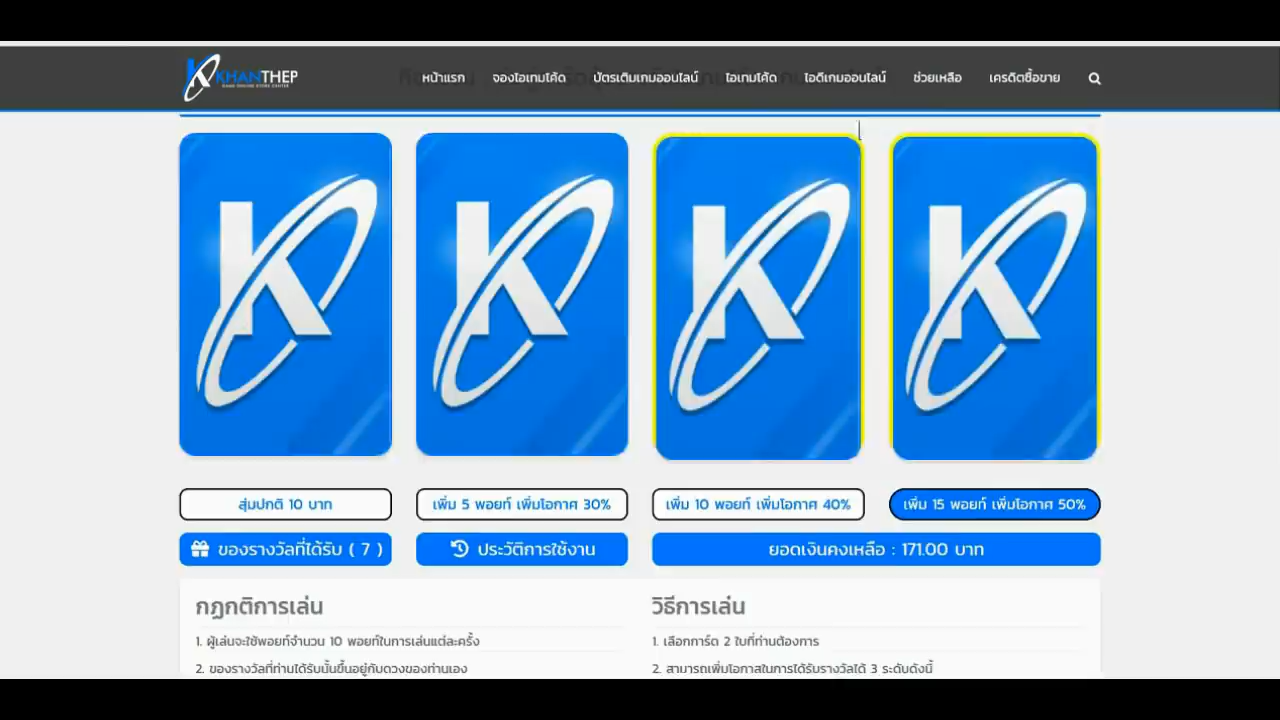 KHANTHEP
GAME ONLINE STORE CENTER
หน้าแรก จองไอเทมโค้ด บัตรเติมเกมออนไลน์ ไอเทมโค้ด ไอดีเกมออนไลน์ ช่วยเหลือ เครดิตซื้อขาย
สุ่มปกติ 10 บาท
เพิ่ม 5 พอยท์ เพิ่มโอกาศ 30%
เพิ่ม 10 พอยท์ เพิ่มโอกาศ 40%
เพิ่ม 15 พอยท์ เพิ่มโอกาศ 50%
ของรางวัลที่ได้รับ ( 7 )
ประวัติการใช้งาน
ยอดเงินคงเหลือ : 171.00 บาท
กฎกติการเล่น
1. ผู้เล่นจะใช้พอยท์จำนวน 10 พอยท์ในการเล่นแต่ละครั้ง
2. ของรางวัลที่ท่านได้รับนั้นขึ้นอยู่กับดวงของท่านเอง
วิธีการเล่น
1. เลือกการ์ด 2 ใบที่ท่านต้องการ
2. สามารถเพิ่มโอกาสในการได้รับรางวัลได้ 3 ระดับดังนี้